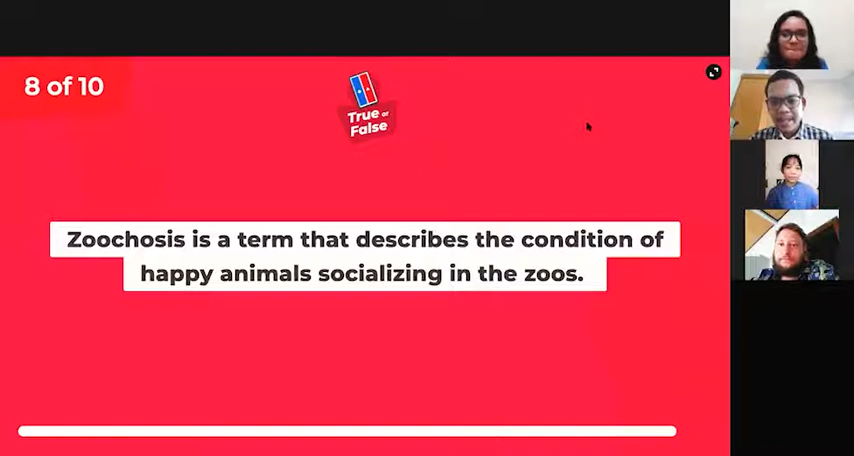 8 of 10
True or
False
Zoochosis is a term that describes the condition of
happy animals socializing in the zoos.